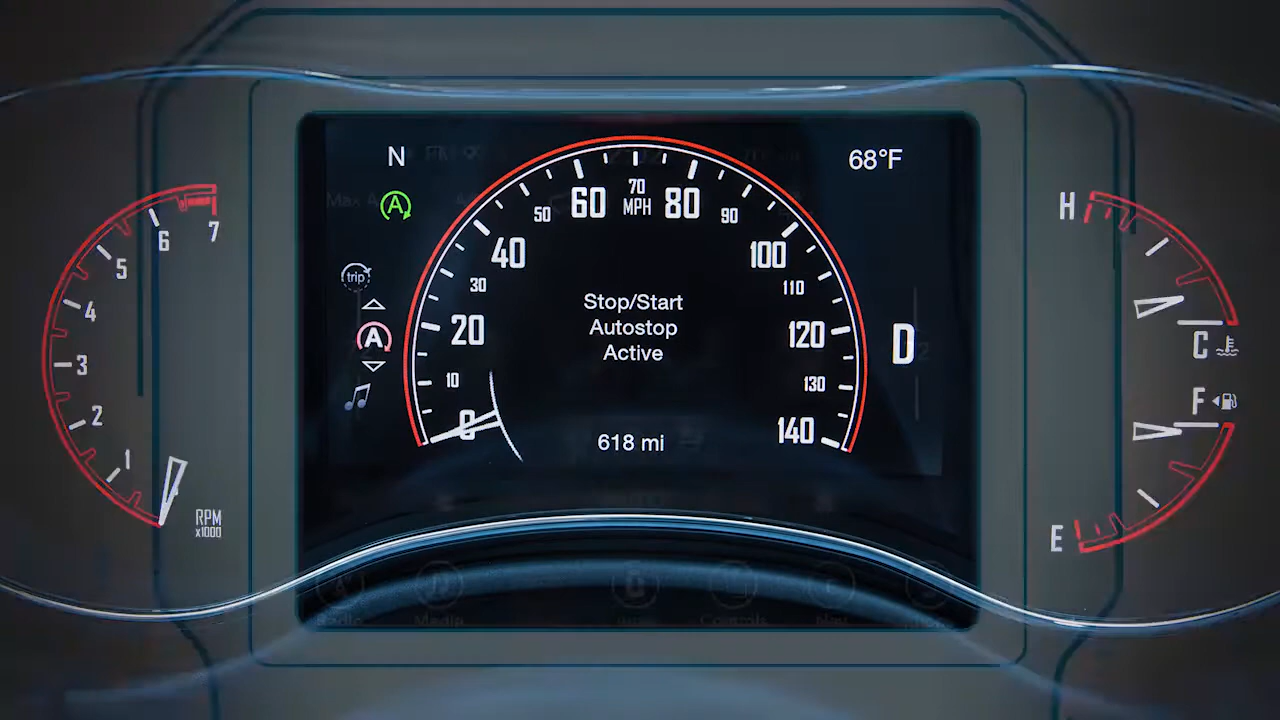 N
68°F
70
MPH
60
80
50
90
40
100
30
110
20
120
10
130
0
140
trip
A
A
Stop/Start
Autostop
Active
618 mi
D
7
6
5
4
3
2
1
RPM
x1000
H
C
F
E